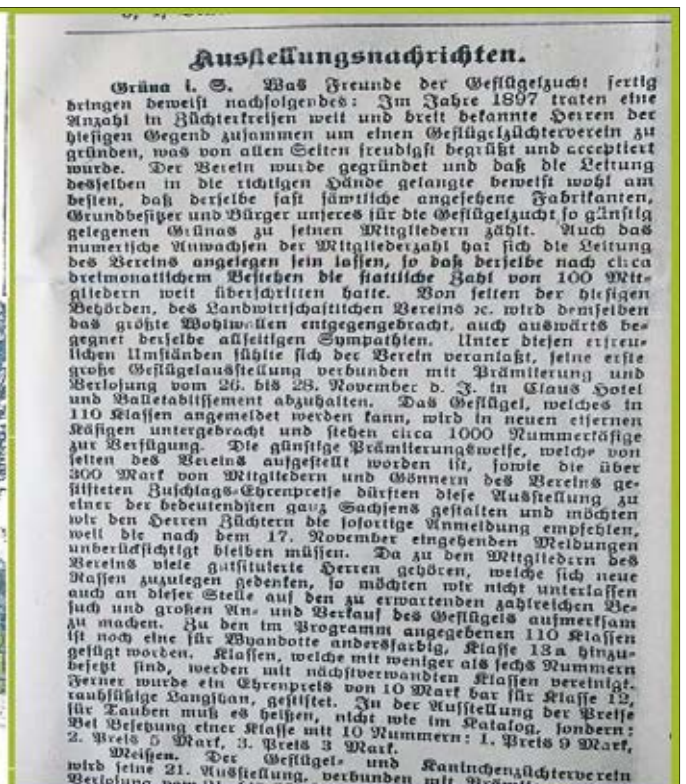 Ausstellungsnachrichten.
Grüna i. S. Was Freunde der Geflügelzucht fertig
bringen beweist nachfolgendes: Im Jahre 1897 traten eine
Anzahl in Züchterkreisen weit und breit bekannte Herren der
hiesigen Gegend zusammen um einen Geflügelzüchterverein zu
gründen, was von allen Seiten freudigst begrüßt und acceptiert
wurde. Der Verein wurde gegründet und daß die Leitung
desselben in die richtigen Hände gelangte beweist wohl am
besten, daß derselbe fast sämtliche angesehene Fabrikanten,
Grundbesitzer und Bürger unseres für die Geflügelzucht so günstig
gelegenen Grünas zu seinen Mitgliedern zählt. Auch das
numerische Anwachsen der Mitgliederzahl hat sich die Leitung
des Vereins angelegen sein lassen, so daß derselbe nach circa
dreimonatlichem Bestehen die stattliche Zahl von 100 Mit-
gliedern weit überschritten hatte. Von seiten der hiesigen
Behörden, des Landwirtschaftlichen Vereins ꝛc. wird demselben
das größte Wohlwollen entgegengebracht, auch auswärts be-
gegnet derselbe allseitigen Sympathien. Unter diesen erfreu-
lichen Umständen fühlte sich der Verein veranlaßt, seine erste
große Geflügelausstellung verbunden mit Prämiierung und
Verlosung vom 26. bis 28. November d. J. in Claus Hotel
und Balletablissement abzuhalten. Das Geflügel, welches in
110 Klassen angemeldet werden kann, wird in neuen eisernen
Käfigen untergebracht und stehen circa 1000 Nummerkäfige
zur Verfügung. Die günstige Prämiierungsweise, welche von
seiten des Vereins aufgestellt worden ist, sowie die über
300 Mark von Mitgliedern und Gönnern des Vereins ge-
stifteten Zuschlags-Ehrenpreise dürften diese Ausstellung zu
einer der bedeutendsten ganz Sachsens gestalten und möchten
wir den Herren Züchtern die sofortige Anmeldung empfehlen,
weil die nach dem 17. November eingehenden Meldungen
unberücksichtigt bleiben müssen. Da zu den Mitgliedern des
Vereins viele gutsituierte Herren gehören, welche sich neue
Rassen zuzulegen gedenken, so möchten wir nicht unterlassen
auch an dieser Stelle auf den zu erwartenden zahlreichen Be-
such und großen An- und Verkauf des Geflügels aufmerksam
zu machen. Zu den im Programm angegebenen 110 Klassen
ist noch eine für Wyandotte andersfarbig, Klasse 13a hinzu-
gefügt worden. Klassen, welche mit weniger als sechs Nummern
besetzt sind, werden mit nächstverwandten Klassen vereinigt.
Ferner wurde ein Ehrenpreis von 10 Mark bar für Klasse 12,
rauhfüßige Langshan, gestiftet. In der Aufstellung der Preise
für Tauben muß es heißen, nicht wie im Katalog, sondern:
Bei Besetzung einer Klasse mit 10 Nummern: 1. Preis 9 Mark,
2. Preis 5 Mark, 3. Preis 3 Mark.
Meißen. Der Geflügel- und Kaninchenzüchterverein
wird seine 21. Ausstellung, verbunden mit